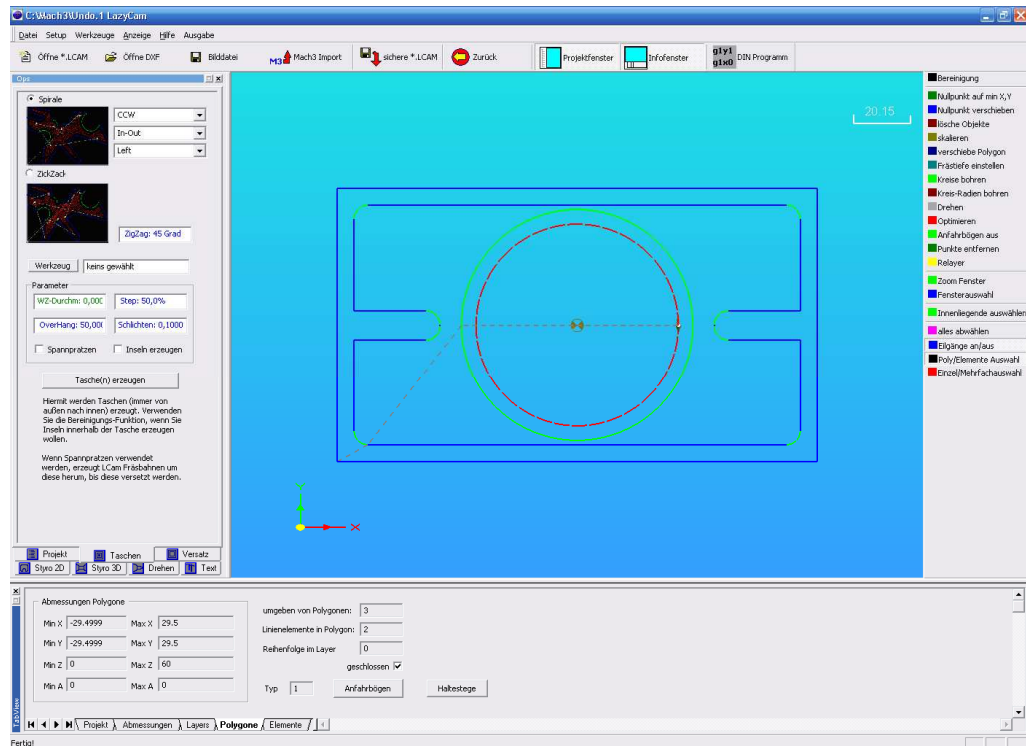 C:\Mach3\Undo.1 LazyCam
Datei Setup Werkzeuge Anzeige Hilfe Ausgabe
Öffne *.LCAM Öffne DXF Bilddatei M3 Mach3 Import sichere *.LCAM Zurück Projektfenster Infofenster g1y1 g1x0 DIN Programm
Ops
Spirale
CCW
In-Out
Left
ZickZack
ZigZag: 45 Grad
Werkzeug keins gewählt
Parameter
WZ-Durchm: 0,000 Step: 50,0%
OverHang: 50,000 Schlichten: 0,1000
Spannpratzen Inseln erzeugen
Tasche(n) erzeugen
Hiermit werden Taschen (immer von
außen nach innen) erzeugt. Verwenden
Sie die Bereinigungs-Funktion, wenn Sie
Inseln innerhalb der Tasche erzeugen
wollen.
Wenn Spannpratzen verwendet
werden, erzeugt LCam Fräsbahnen um
diese herum, bis diese versetzt werden.
Projekt Taschen Versatz
Styro 2D Styro 3D Drehen Text
20.15
Y
X
Bereinigung
Nullpunkt auf min X,Y
Nullpunkt verschieben
lösche Objekte
skalieren
verschiebe Polygon
Frästiefe einstellen
Kreise bohren
Kreis-Radien bohren
Drehen
Optimieren
Anfahrbögen aus
Punkte entfernen
Relayer
Zoom Fenster
Fensterauswahl
Innenliegende auswählen
alles abwählen
Eilgänge an/aus
Poly/Elemente Auswahl
Einzel/Mehrfachauswahl
TabView
Abmessungen Polygone
Min X -29.4999 Max X 29.5
Min Y -29.4999 Max Y 29.5
Min Z 0 Max Z 60
Min A 0 Max A 0
umgeben von Polygonen: 3
Linienelemente in Polygon: 2
Reihenfolge im Layer 0
geschlossen
Typ 1 Anfahrbögen Haltestege
Projekt Abmessungen Layers Polygone Elemente
Fertig!